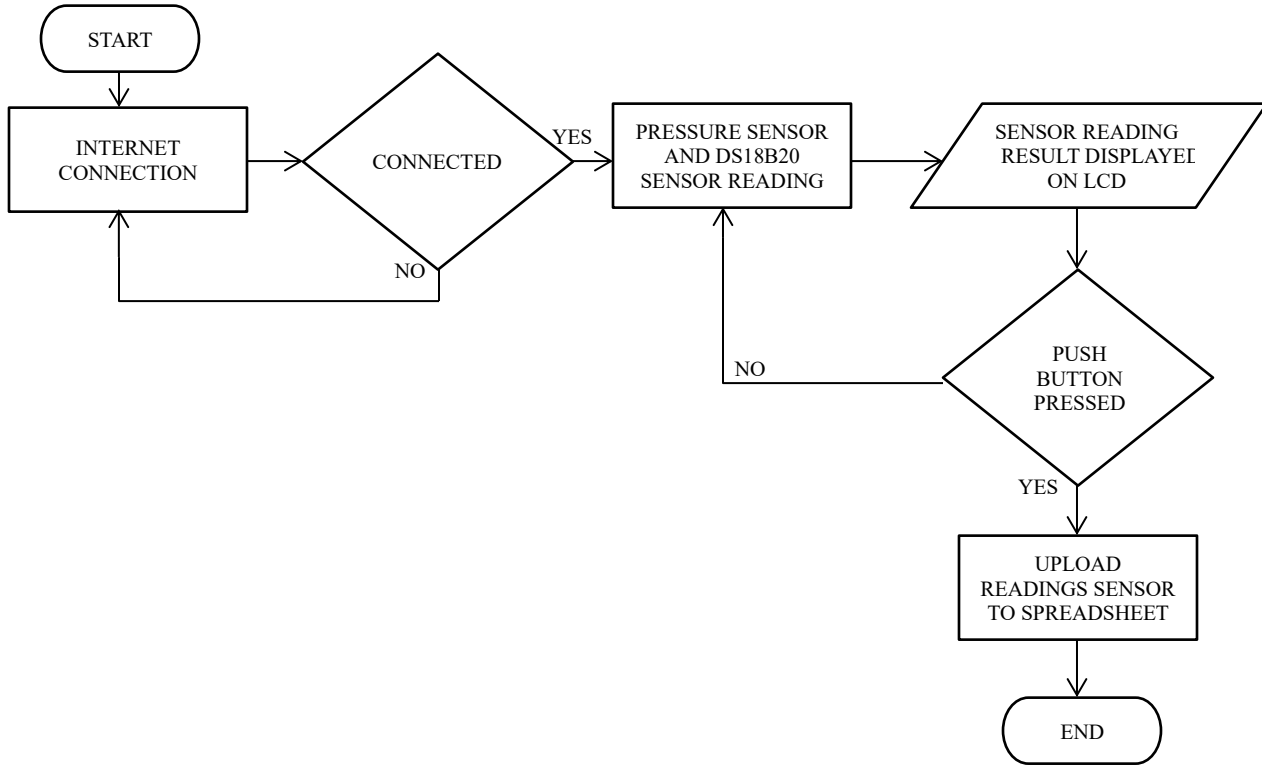 START
INTERNET
CONNECTION
CONNECTED
YES
NO
PRESSURE SENSOR
AND DS18B20
SENSOR READING
SENSOR READING
RESULT DISPLAYED
ON LCD
PUSH
BUTTON
PRESSED
NO
YES
UPLOAD
READINGS SENSOR
TO SPREADSHEET
END